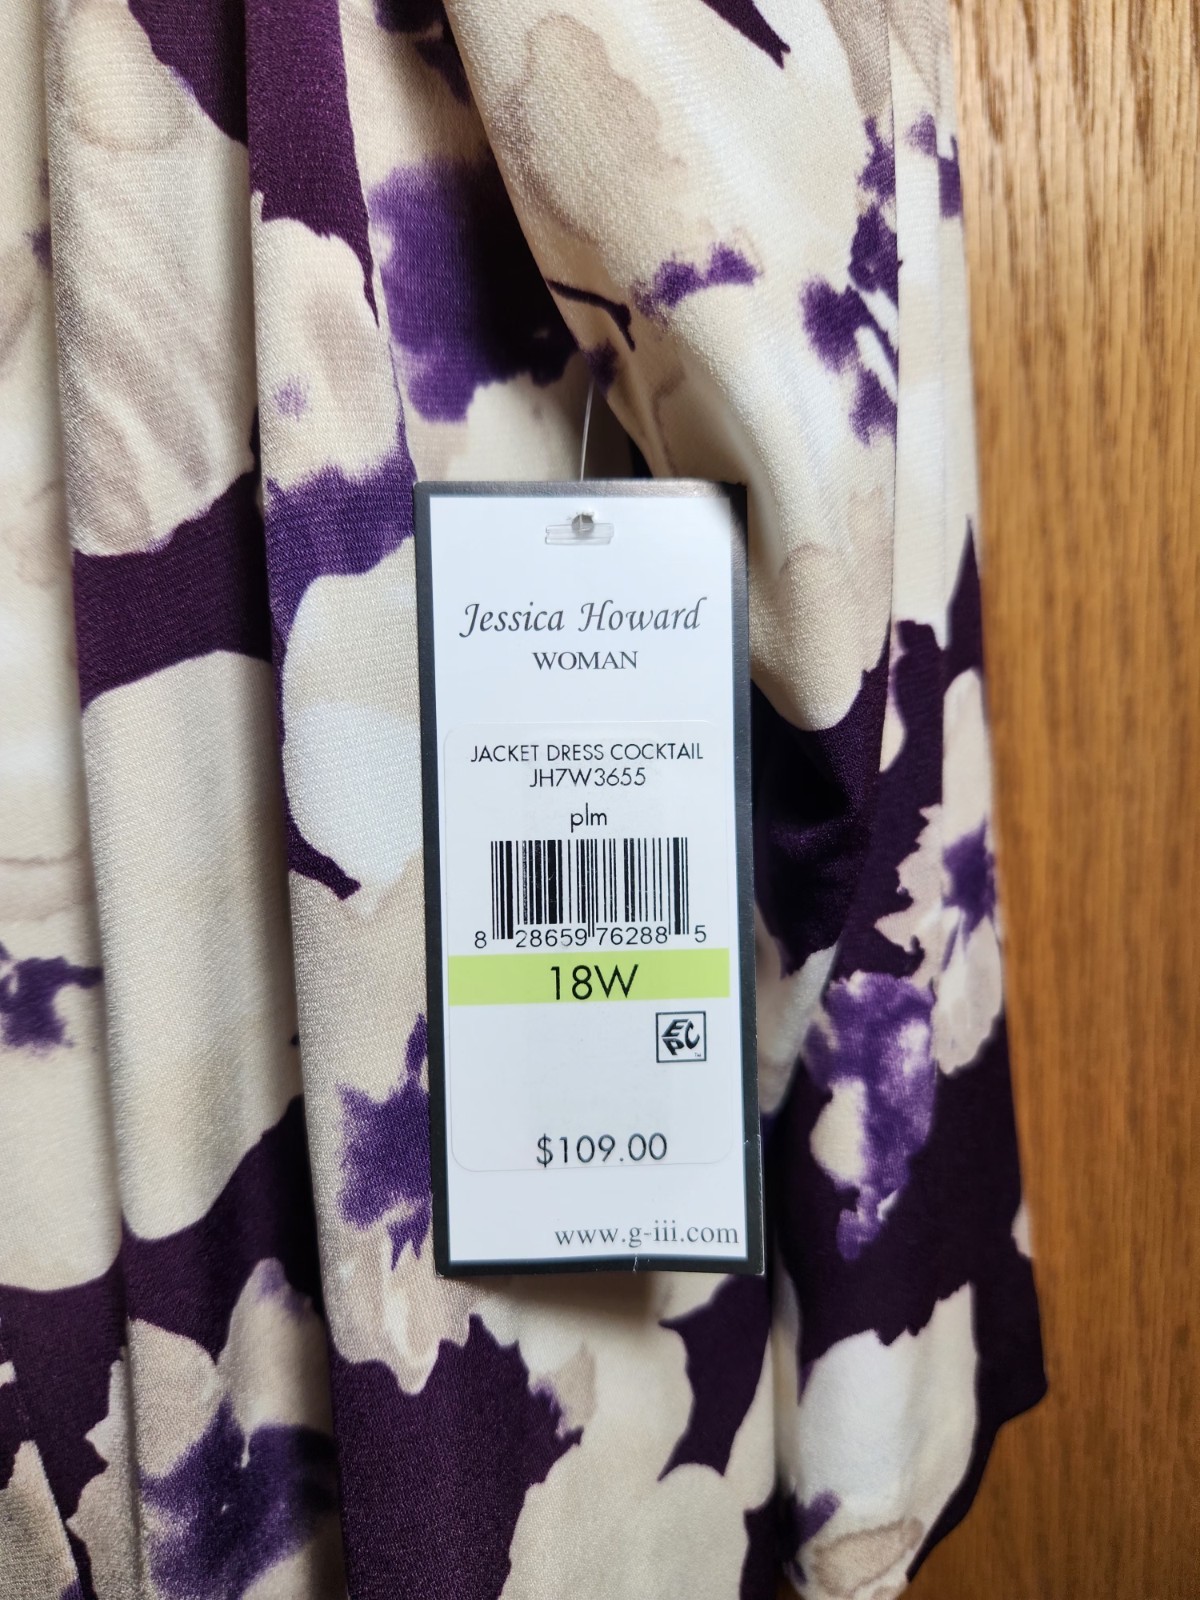 Jessica Howard
WOMAN
JACKET DRESS COCKTAIL
JH7W3655
plm
8 28659 76288 5
18W
EPC
$109.00
www.g-iii.com